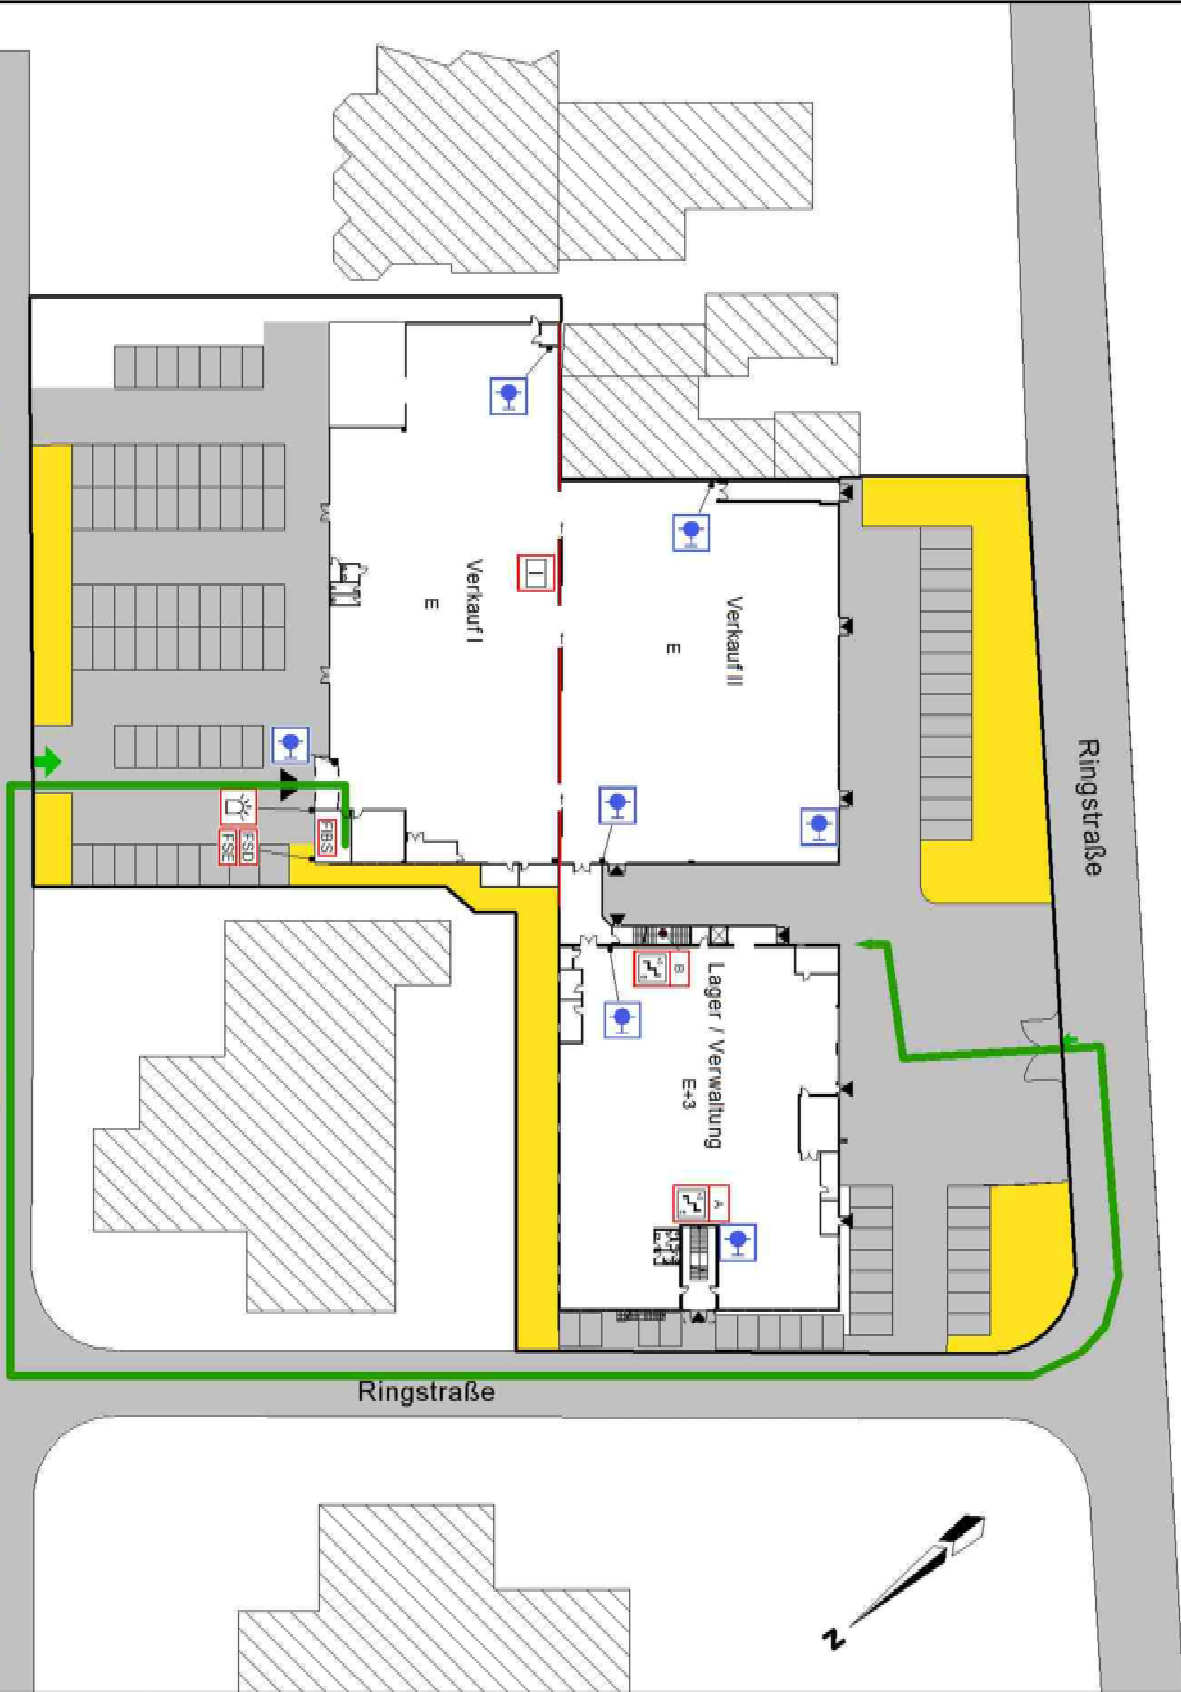 Verkauf I
E
Verkauf II
E
Ringstraße
FIBS
FSD
FSE
B
Lager / Verwaltung
E+3
A
Ringstraße
N